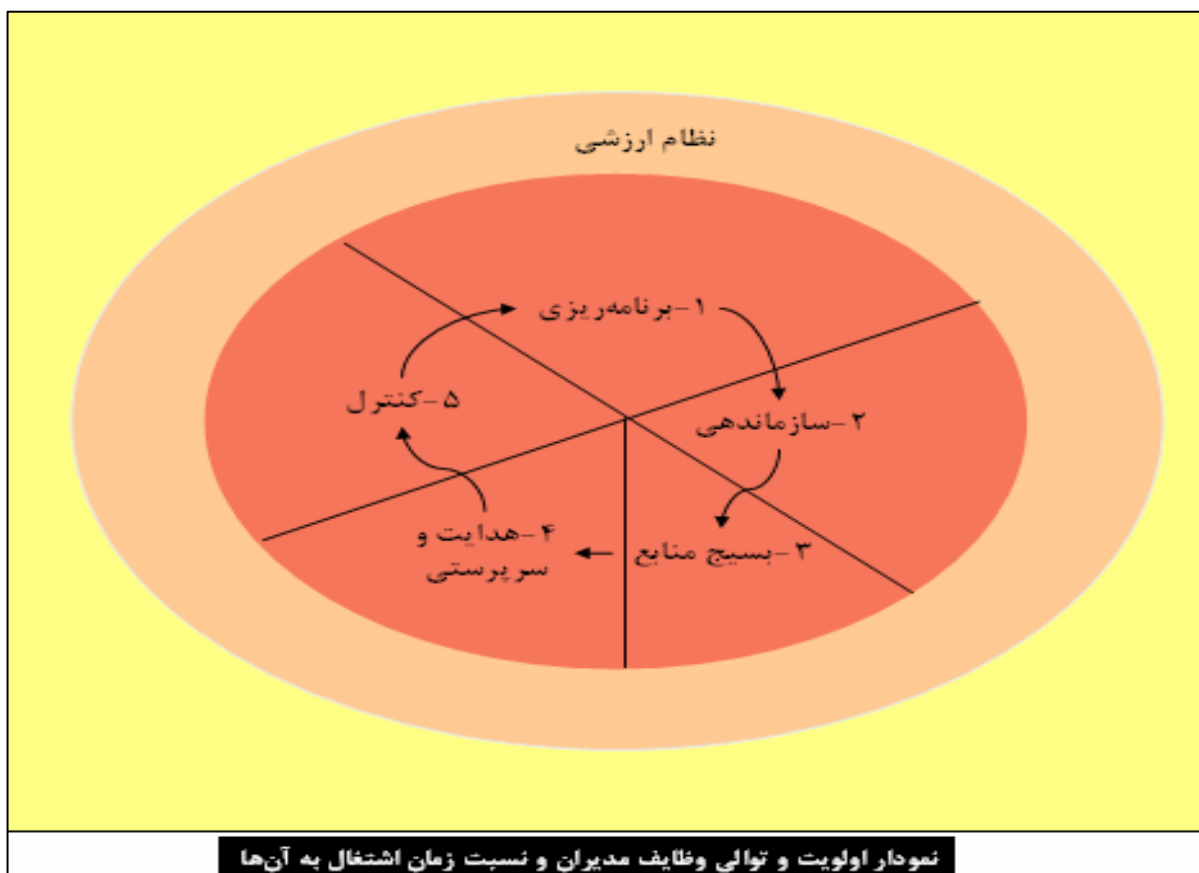 نظام ارزشی
۱-برنامه‌ریزی
۲-سازماندهی
۳-بسیج منابع
۴-هدایت و
سرپرستی
۵-کنترل
نمودار اولویت و توالی وظایف مدیران و نسبت زمان اشتغال به آن‌ها